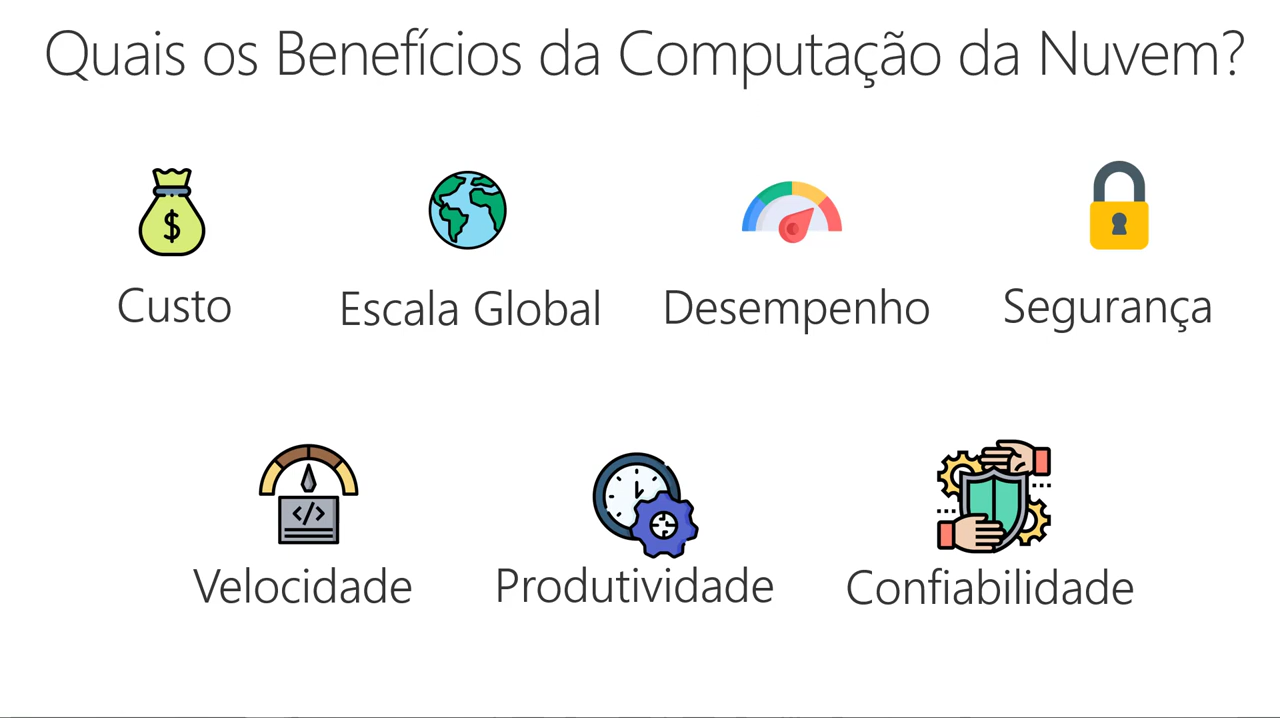 Quais os Benefícios da Computação da Nuvem?
$
Custo
Escala Global
Desempenho
Segurança
</>
Velocidade
Produtividade
Confiabilidade